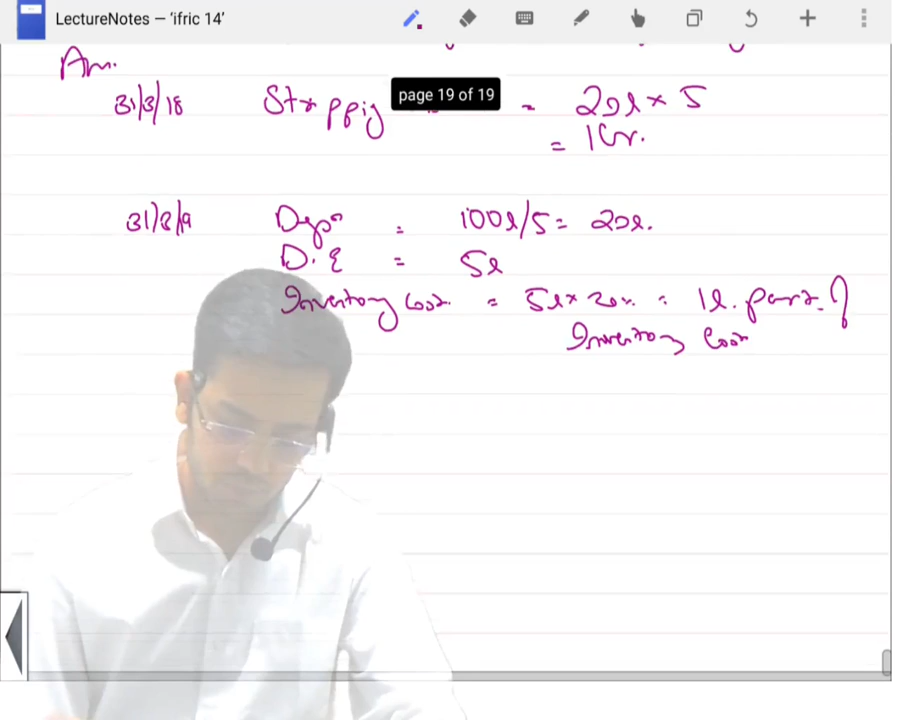 LectureNotes – 'ifric 14'
Ans.
page 19 of 19
31/3/18 Stripping = 20l × 5
= 1Cr.
31/3/19 Depn = 100l/5 = 20l.
D.E = 5l
Inventory Cost = 5l × 20% = 1l. part.
Inventory Cost